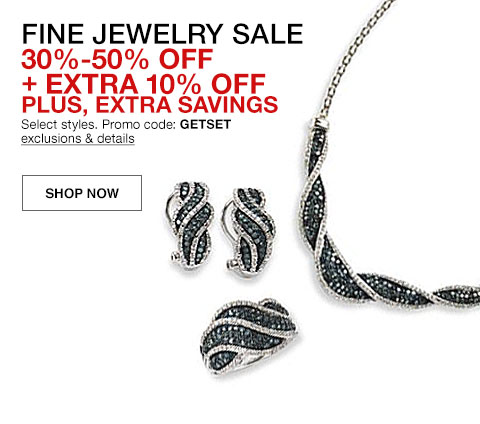 FINE JEWELRY SALE
30%-50% OFF
+ EXTRA 10% OFF
PLUS, EXTRA SAVINGS
Select styles. Promo code: GETSET
exclusions & details
SHOP NOW